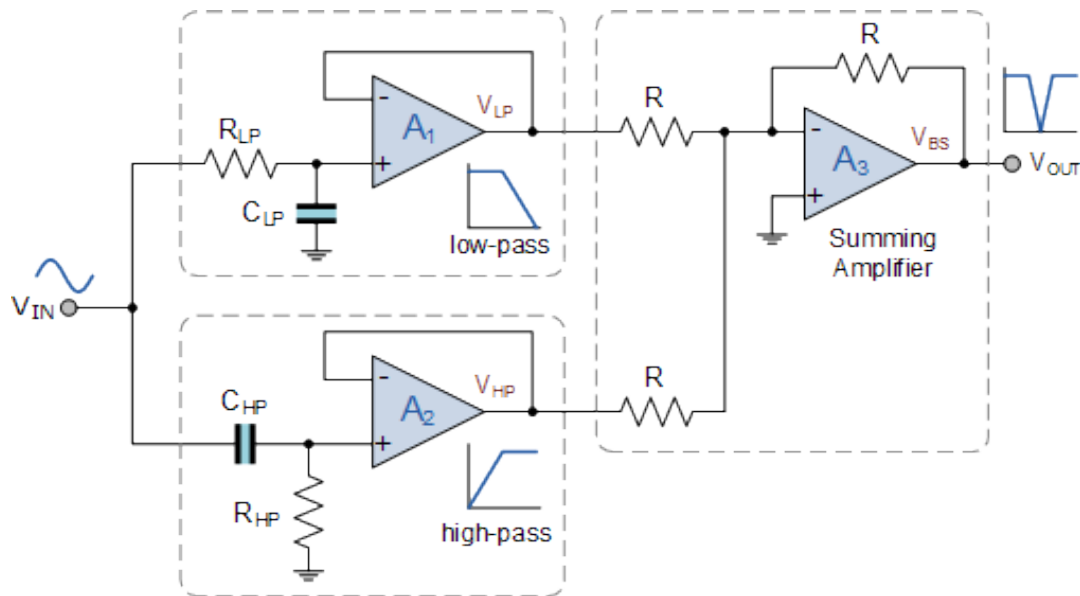 R
R
-
A1
+
VLP
RLP
CLP
low-pass
-
A3
+
VBS
VOUT
Summing
Amplifier
VIN
R
-
A2
+
VHP
CHP
RHP
high-pass